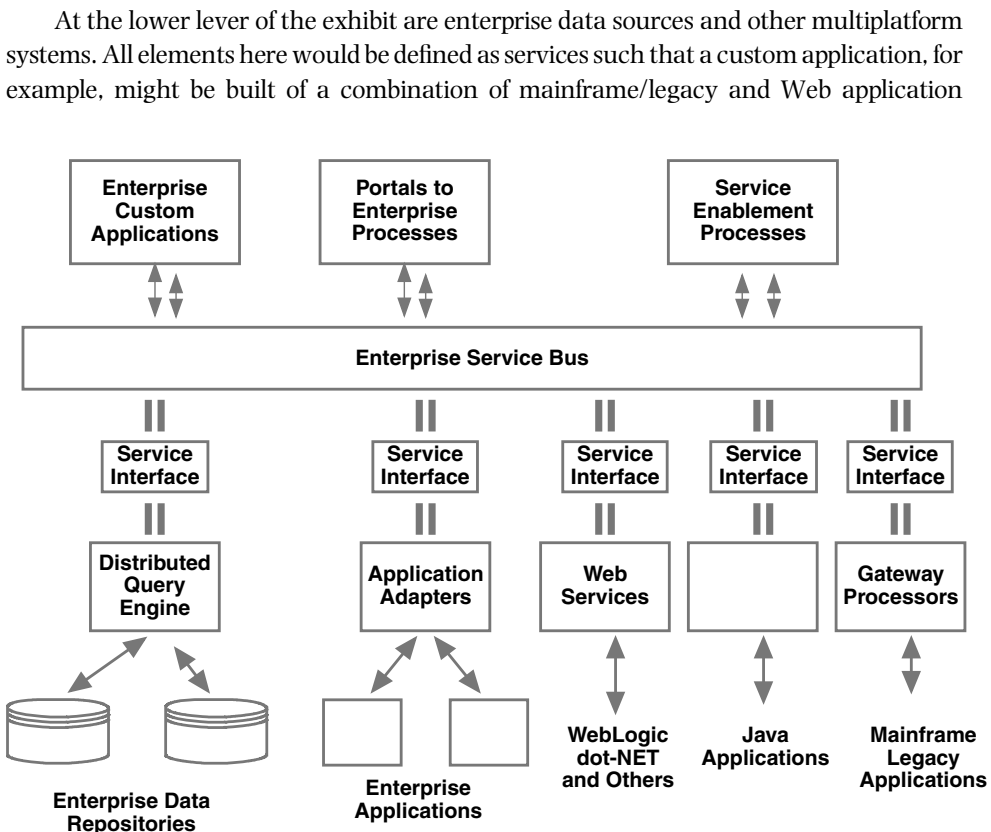 At the lower lever of the exhibit are enterprise data sources and other multiplatform
systems. All elements here would be defined as services such that a custom application, for
example, might be built of a combination of mainframe/legacy and Web application
Enterprise
Custom
Applications
Portals to
Enterprise
Processes
Service
Enablement
Processes
Enterprise Service Bus
Service
Interface
Service
Interface
Service
Interface
Service
Interface
Service
Interface
Distributed
Query
Engine
Application
Adapters
Web
Services
Gateway
Processors
Enterprise Data
Repositories
Enterprise
Applications
WebLogic
dot-NET
and Others
Java
Applications
Mainframe
Legacy
Applications